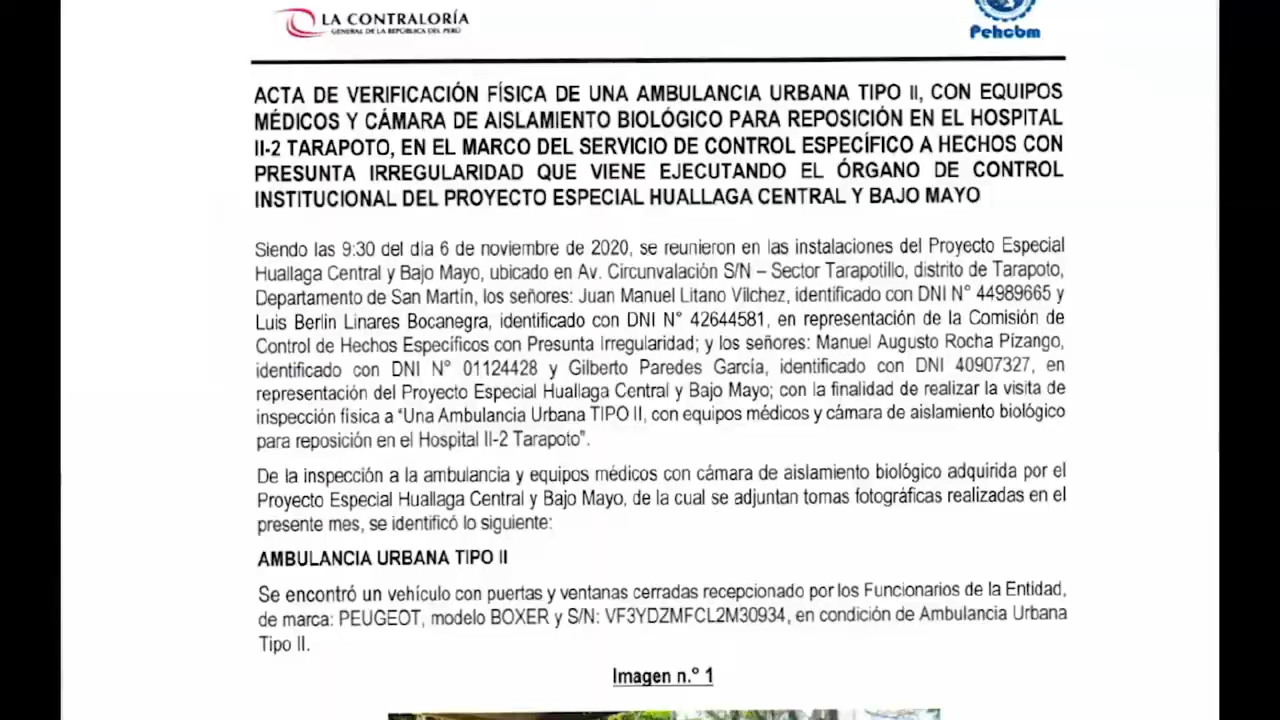 LA CONTRALORÍA
GENERAL DE LA REPÚBLICA DEL PERÚ
Pehcbm
ACTA DE VERIFICACIÓN FÍSICA DE UNA AMBULANCIA URBANA TIPO II, CON EQUIPOS
MÉDICOS Y CÁMARA DE AISLAMIENTO BIOLÓGICO PARA REPOSICIÓN EN EL HOSPITAL
II-2 TARAPOTO, EN EL MARCO DEL SERVICIO DE CONTROL ESPECÍFICO A HECHOS CON
PRESUNTA IRREGULARIDAD QUE VIENE EJECUTANDO EL ÓRGANO DE CONTROL
INSTITUCIONAL DEL PROYECTO ESPECIAL HUALLAGA CENTRAL Y BAJO MAYO
Siendo las 9:30 del día 6 de noviembre de 2020, se reunieron en las instalaciones del Proyecto Especial
Huallaga Central y Bajo Mayo, ubicado en Av. Circunvalación S/N – Sector Tarapotillo, distrito de Tarapoto,
Departamento de San Martín, los señores: Juan Manuel Litano Vilchez, identificado con DNI N° 44989665 y
Luis Berlin Linares Bocanegra, identificado con DNI N° 42644581, en representación de la Comisión de
Control de Hechos Específicos con Presunta Irregularidad; y los señores: Manuel Augusto Rocha Pizango,
identificado con DNI N° 01124428 y Gilberto Paredes García, identificado con DNI 40907327, en
representación del Proyecto Especial Huallaga Central y Bajo Mayo; con la finalidad de realizar la visita de
inspección física a "Una Ambulancia Urbana TIPO II, con equipos médicos y cámara de aislamiento biológico
para reposición en el Hospital II-2 Tarapoto".
De la inspección a la ambulancia y equipos médicos con cámara de aislamiento biológico adquirida por el
Proyecto Especial Huallaga Central y Bajo Mayo, de la cual se adjuntan tomas fotográficas realizadas en el
presente mes, se identificó lo siguiente:
AMBULANCIA URBANA TIPO II
Se encontró un vehículo con puertas y ventanas cerradas recepcionado por los Funcionarios de la Entidad,
de marca: PEUGEOT, modelo BOXER y S/N: VF3YDZMFCL2M30934, en condición de Ambulancia Urbana
Tipo II.
Imagen n.° 1